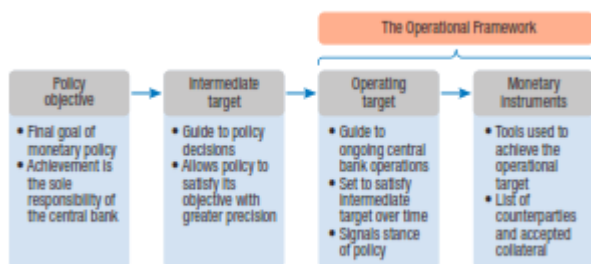 The Operational Framework
Policy
objective
Intermediate
target
Operating
target
Monetary
instruments
• Final goal of
monetary policy
• Achievement is
the sole
responsibility of
the central bank
• Guide to policy
decisions
• Allows policy to
satisfy its
objective with
greater precision
• Guide to
ongoing central
bank operations
• Set to satisfy
intermediate
target over time
• Signals stance
of policy
• Tools used to
achieve the
operational
target
• List of
counterparties
and accepted
collateral